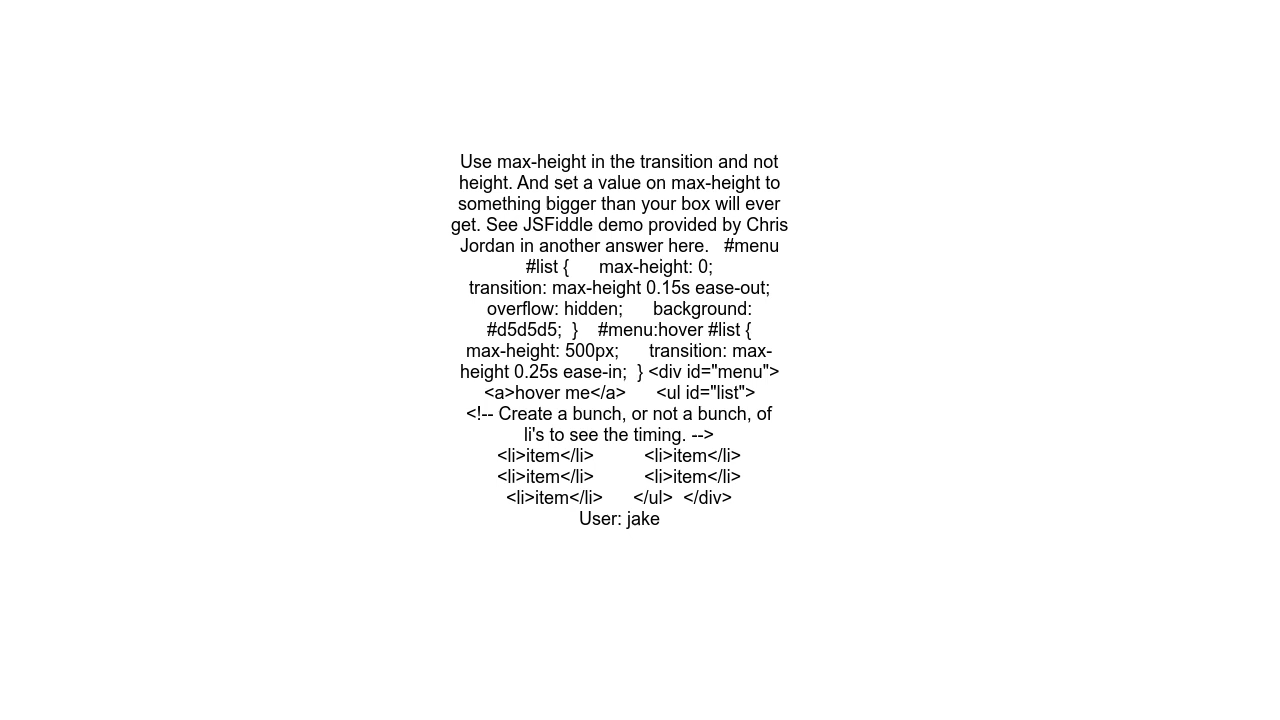 Use max-height in the transition and not
height. And set a value on max-height to
something bigger than your box will ever
get. See JSFiddle demo provided by Chris
Jordan in another answer here.   #menu
#list {      max-height: 0;
transition: max-height 0.15s ease-out;
overflow: hidden;      background:
#d5d5d5;  }    #menu:hover #list {
max-height: 500px;      transition: max-
height 0.25s ease-in;  } <div id="menu">
<a>hover me</a>      <ul id="list">
<!-- Create a bunch, or not a bunch, of
li's to see the timing. -->
<li>item</li>          <li>item</li>
<li>item</li>          <li>item</li>
<li>item</li>      </ul>  </div>
User: jake